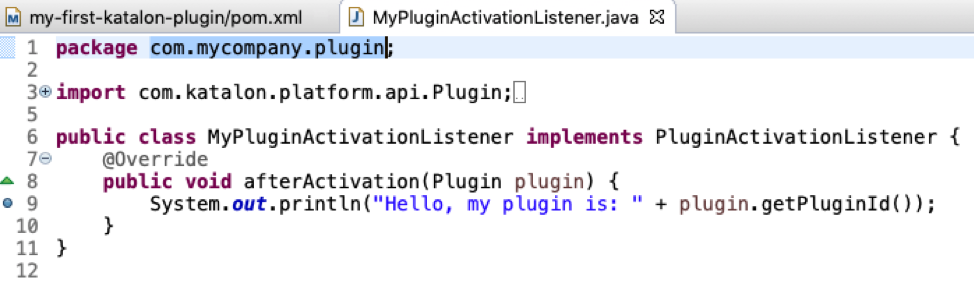 my-first-katalon-plugin/pom.xml MyPluginActivationListener.java
1 package com.mycompany.plugin;
2
3 import com.katalon.platform.api.Plugin;
5
6 public class MyPluginActivationListener implements PluginActivationListener {
7 @Override
8 public void afterActivation(Plugin plugin) {
9 System.out.println("Hello, my plugin is: " + plugin.getPluginId());
10 }
11 }
12